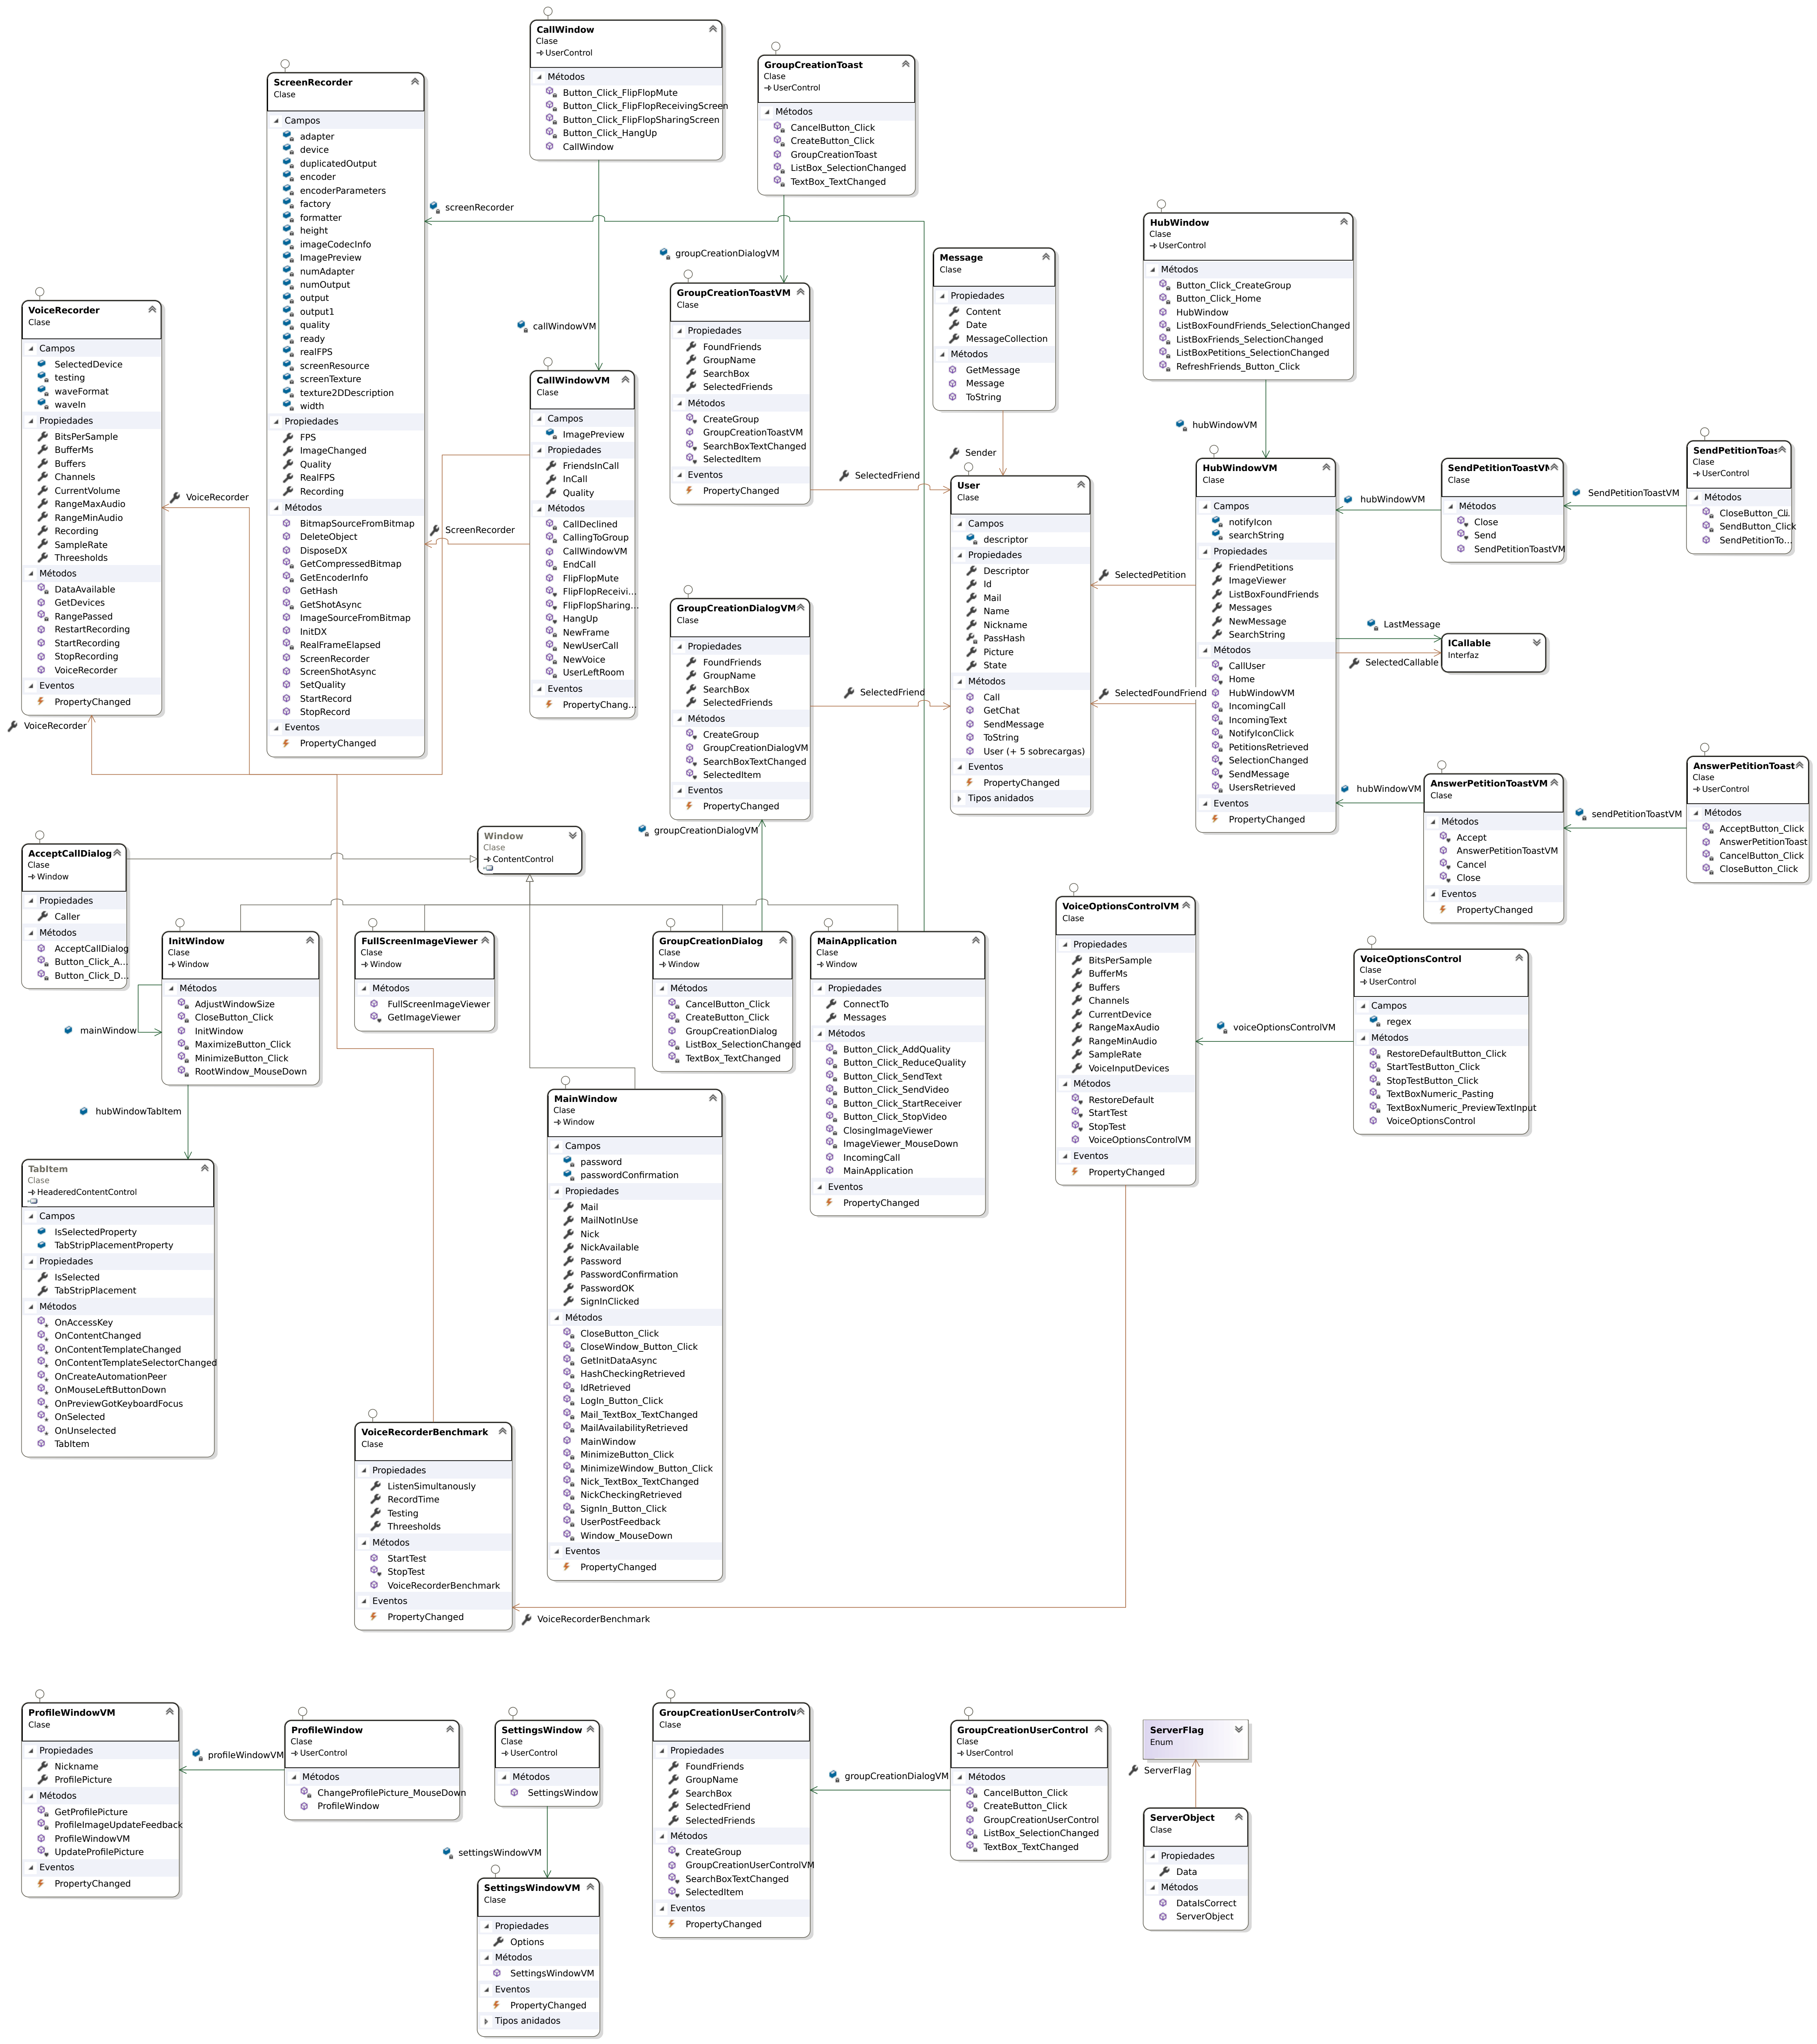 CallWindow
Clase
UserControl
Métodos
Button_Click_FlipFlopMute
Button_Click_FlipFlopReceivingScreen
Button_Click_FlipFlopSharingScreen
Button_Click_HangUp
CallWindow
GroupCreationToast
Clase
UserControl
Métodos
CancelButton_Click
CreateButton_Click
GroupCreationToast
ListBox_SelectionChanged
TextBox_TextChanged
ScreenRecorder
Clase
Campos
adapter
device
duplicatedOutput
encoder
encoderParameters
factory
formatter
height
imageCodecInfo
ImagePreview
numAdapter
numOutput
output
output1
quality
ready
realFPS
screenResource
screenTexture
texture2DDescription
width
Propiedades
FPS
ImageChanged
Quality
RealFPS
Recording
Métodos
BitmapSourceFromBitmap
DeleteObject
DisposeDX
GetCompressedBitmap
GetEncoderInfo
GetHash
GetShotAsync
ImageSourceFromBitmap
InitDX
RealFrameElapsed
ScreenRecorder
ScreenShotAsync
SetQuality
StartRecord
StopRecord
Eventos
PropertyChanged
screenRecorder
groupCreationDialogVM
callWindowVM
HubWindow
Clase
UserControl
Métodos
Button_Click_CreateGroup
Button_Click_Home
HubWindow
ListBoxFoundFriends_SelectionChanged
ListBoxFriends_SelectionChanged
ListBoxPetitions_SelectionChanged
RefreshFriends_Button_Click
Message
Clase
Propiedades
Content
Date
MessageCollection
Métodos
GetMessage
Message
ToString
GroupCreationToastVM
Clase
Propiedades
FoundFriends
GroupName
SearchBox
SelectedFriends
Métodos
CreateGroup
GroupCreationToastVM
SearchBoxTextChanged
SelectedItem
Eventos
PropertyChanged
VoiceRecorder
Clase
Campos
SelectedDevice
testing
waveFormat
waveIn
Propiedades
BitsPerSample
BufferMs
Buffers
Channels
CurrentVolume
RangeMaxAudio
RangeMinAudio
Recording
SampleRate
Threesholds
Métodos
DataAvailable
GetDevices
RangePassed
RestartRecording
StartRecording
StopRecording
VoiceRecorder
Eventos
PropertyChanged
VoiceRecorder
VoiceRecorder
CallWindowVM
Clase
Campos
ImagePreview
Propiedades
FriendsInCall
InCall
Quality
Métodos
CallDeclined
CallingToGroup
CallWindowVM
EndCall
FlipFlopMute
FlipFlopReceivi...
FlipFlopSharing...
HangUp
NewFrame
NewUserCall
NewVoice
UserLeftRoom
Eventos
PropertyChang...
ScreenRecorder
Sender
SelectedFriend
hubWindowVM
User
Clase
Campos
descriptor
Propiedades
Descriptor
Id
Mail
Name
Nickname
PassHash
Picture
State
Métodos
Call
GetChat
SendMessage
ToString
User (+ 5 sobrecargas)
Eventos
PropertyChanged
Tipos anidados
HubWindowVM
Clase
Campos
notifyIcon
searchString
Propiedades
FriendPetitions
ImageViewer
ListBoxFoundFriends
Messages
NewMessage
SearchString
Métodos
CallUser
Home
HubWindowVM
IncomingCall
IncomingText
NotifyIconClick
PetitionsRetrieved
SelectionChanged
SendMessage
UsersRetrieved
Eventos
PropertyChanged
SelectedPetition
SelectedFoundFriend
hubWindowVM
SendPetitionToastVM
Clase
Métodos
Close
Send
SendPetitionToastVM
SendPetitionToastVM
SendPetitionToas
Clase
UserControl
Métodos
CloseButton_Cli...
SendButton_Click
SendPetitionTo...
LastMessage
SelectedCallable
ICallable
Interfaz
GroupCreationDialogVM
Clase
Propiedades
FoundFriends
GroupName
SearchBox
SelectedFriends
Métodos
CreateGroup
GroupCreationDialogVM
SearchBoxTextChanged
SelectedItem
Eventos
PropertyChanged
SelectedFriend
groupCreationDialogVM
hubWindowVM
AnswerPetitionToastVM
Clase
Métodos
Accept
AnswerPetitionToastVM
Cancel
Close
Eventos
PropertyChanged
sendPetitionToastVM
AnswerPetitionToast
Clase
UserControl
Métodos
AcceptButton_Click
AnswerPetitionToast
CancelButton_Click
CloseButton_Click
Window
Clase
ContentControl
AcceptCallDialog
Clase
Window
Propiedades
Caller
Métodos
AcceptCallDialog
Button_Click_A...
Button_Click_D...
InitWindow
Clase
Window
Métodos
AdjustWindowSize
CloseButton_Click
InitWindow
MaximizeButton_Click
MinimizeButton_Click
RootWindow_MouseDown
mainWindow
hubWindowTabItem
FullScreenImageViewer
Clase
Window
Métodos
FullScreenImageViewer
GetImageViewer
GroupCreationDialog
Clase
Window
Métodos
CancelButton_Click
CreateButton_Click
GroupCreationDialog
ListBox_SelectionChanged
TextBox_TextChanged
MainApplication
Clase
Window
Propiedades
ConnectTo
Messages
Métodos
Button_Click_AddQuality
Button_Click_ReduceQuality
Button_Click_SendText
Button_Click_SendVideo
Button_Click_StartReceiver
Button_Click_StopVideo
ClosingImageViewer
ImageViewer_MouseDown
IncomingCall
MainApplication
Eventos
PropertyChanged
VoiceOptionsControlVM
Clase
Propiedades
BitsPerSample
BufferMs
Buffers
Channels
CurrentDevice
RangeMaxAudio
RangeMinAudio
SampleRate
VoiceInputDevices
Métodos
RestoreDefault
StartTest
StopTest
VoiceOptionsControlVM
Eventos
PropertyChanged
voiceOptionsControlVM
VoiceOptionsControl
Clase
UserControl
Campos
regex
Métodos
RestoreDefaultButton_Click
StartTestButton_Click
StopTestButton_Click
TextBoxNumeric_Pasting
TextBoxNumeric_PreviewTextInput
VoiceOptionsControl
TabItem
Clase
HeaderedContentControl
Campos
IsSelectedProperty
TabStripPlacementProperty
Propiedades
IsSelected
TabStripPlacement
Métodos
OnAccessKey
OnContentChanged
OnContentTemplateChanged
OnContentTemplateSelectorChanged
OnCreateAutomationPeer
OnMouseLeftButtonDown
OnPreviewGotKeyboardFocus
OnSelected
OnUnselected
TabItem
MainWindow
Clase
Window
Campos
password
passwordConfirmation
Propiedades
Mail
MailNotInUse
Nick
NickAvailable
Password
PasswordConfirmation
PasswordOK
SignInClicked
Métodos
CloseButton_Click
CloseWindow_Button_Click
GetInitDataAsync
HashCheckingRetrieved
IdRetrieved
LogIn_Button_Click
Mail_TextBox_TextChanged
MailAvailabilityRetrieved
MainWindow
MinimizeButton_Click
MinimizeWindow_Button_Click
Nick_TextBox_TextChanged
NickCheckingRetrieved
SignIn_Button_Click
UserPostFeedback
Window_MouseDown
Eventos
PropertyChanged
VoiceRecorderBenchmark
Clase
Propiedades
ListenSimultanously
RecordTime
Testing
Threesholds
Métodos
StartTest
StopTest
VoiceRecorderBenchmark
Eventos
PropertyChanged
VoiceRecorderBenchmark
ProfileWindowVM
Clase
Propiedades
Nickname
ProfilePicture
Métodos
GetProfilePicture
ProfileImageUpdateFeedback
ProfileWindowVM
UpdateProfilePicture
Eventos
PropertyChanged
profileWindowVM
ProfileWindow
Clase
UserControl
Métodos
ChangeProfilePicture_MouseDown
ProfileWindow
SettingsWindow
Clase
UserControl
Métodos
SettingsWindow
settingsWindowVM
SettingsWindowVM
Clase
Propiedades
Options
Métodos
SettingsWindowVM
Eventos
PropertyChanged
Tipos anidados
GroupCreationUserControlV
Clase
Propiedades
FoundFriends
GroupName
SearchBox
SelectedFriend
SelectedFriends
Métodos
CreateGroup
GroupCreationUserControlVM
SearchBoxTextChanged
SelectedItem
Eventos
PropertyChanged
groupCreationDialogVM
GroupCreationUserControl
Clase
UserControl
Métodos
CancelButton_Click
CreateButton_Click
GroupCreationUserControl
ListBox_SelectionChanged
TextBox_TextChanged
ServerFlag
Enum
ServerFlag
ServerObject
Clase
Propiedades
Data
Métodos
DataIsCorrect
ServerObject